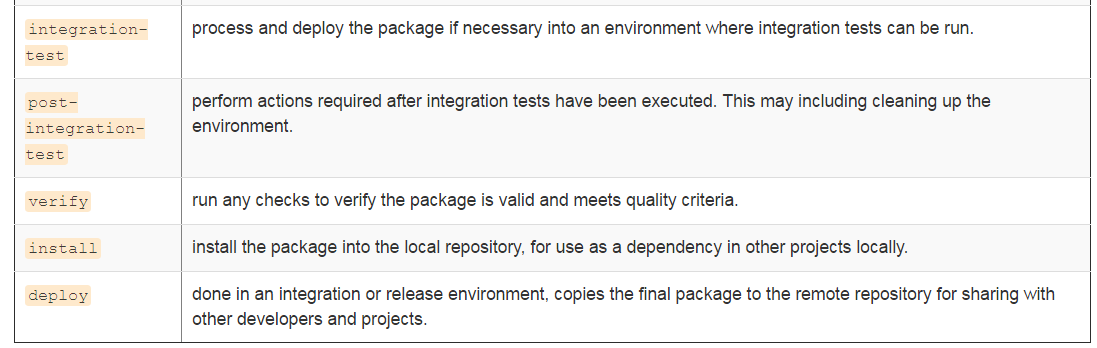 integration-
test
process and deploy the package if necessary into an environment where integration tests can be run.
post-
integration-
test
perform actions required after integration tests have been executed. This may including cleaning up the
environment.
verify
run any checks to verify the package is valid and meets quality criteria.
install
install the package into the local repository, for use as a dependency in other projects locally.
deploy
done in an integration or release environment, copies the final package to the remote repository for sharing with
other developers and projects.